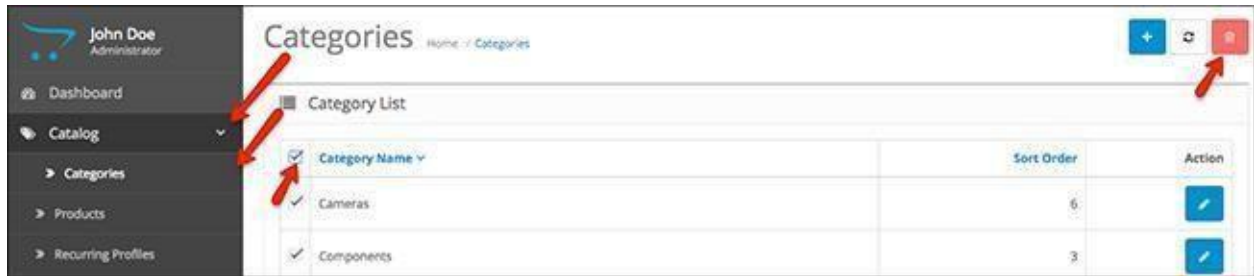 John Doe
Administrator
Dashboard
Catalog
Categories
Products
Recurring Profiles
Categories Home / Categories
Category List
Category Name Sort Order Action
Cameras 6
Components 3